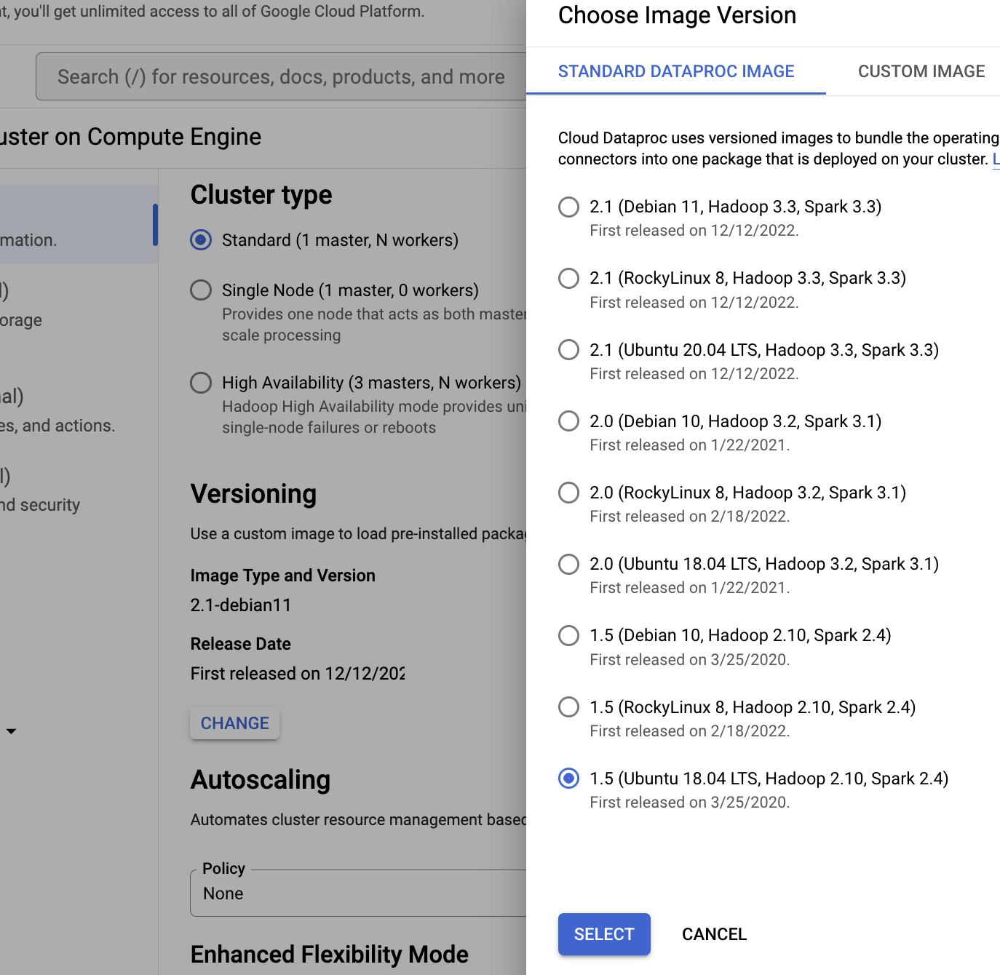 t, you'll get unlimited access to all of Google Cloud Platform.
Search (/) for resources, docs, products, and more
uster on Compute Engine
mation.
l)
orage
al)
es, and actions.
l)
nd security
Cluster type
Standard (1 master, N workers)
Single Node (1 master, 0 workers)
Provides one node that acts as both master
scale processing
High Availability (3 masters, N workers)
Hadoop High Availability mode provides uni
single-node failures or reboots
Versioning
Use a custom image to load pre-installed packag
Image Type and Version
2.1-debian11
Release Date
First released on 12/12/202
CHANGE
Autoscaling
Automates cluster resource management based
Policy
None
Enhanced Flexibility Mode
Choose Image Version
STANDARD DATAPROC IMAGE
CUSTOM IMAGE
Cloud Dataproc uses versioned images to bundle the operating
connectors into one package that is deployed on your cluster. L
2.1 (Debian 11, Hadoop 3.3, Spark 3.3)
First released on 12/12/2022.
2.1 (RockyLinux 8, Hadoop 3.3, Spark 3.3)
First released on 12/12/2022.
2.1 (Ubuntu 20.04 LTS, Hadoop 3.3, Spark 3.3)
First released on 12/12/2022.
2.0 (Debian 10, Hadoop 3.2, Spark 3.1)
First released on 1/22/2021.
2.0 (RockyLinux 8, Hadoop 3.2, Spark 3.1)
First released on 2/18/2022.
2.0 (Ubuntu 18.04 LTS, Hadoop 3.2, Spark 3.1)
First released on 1/22/2021.
1.5 (Debian 10, Hadoop 2.10, Spark 2.4)
First released on 3/25/2020.
1.5 (RockyLinux 8, Hadoop 2.10, Spark 2.4)
First released on 2/18/2022.
1.5 (Ubuntu 18.04 LTS, Hadoop 2.10, Spark 2.4)
First released on 3/25/2020.
SELECT
CANCEL